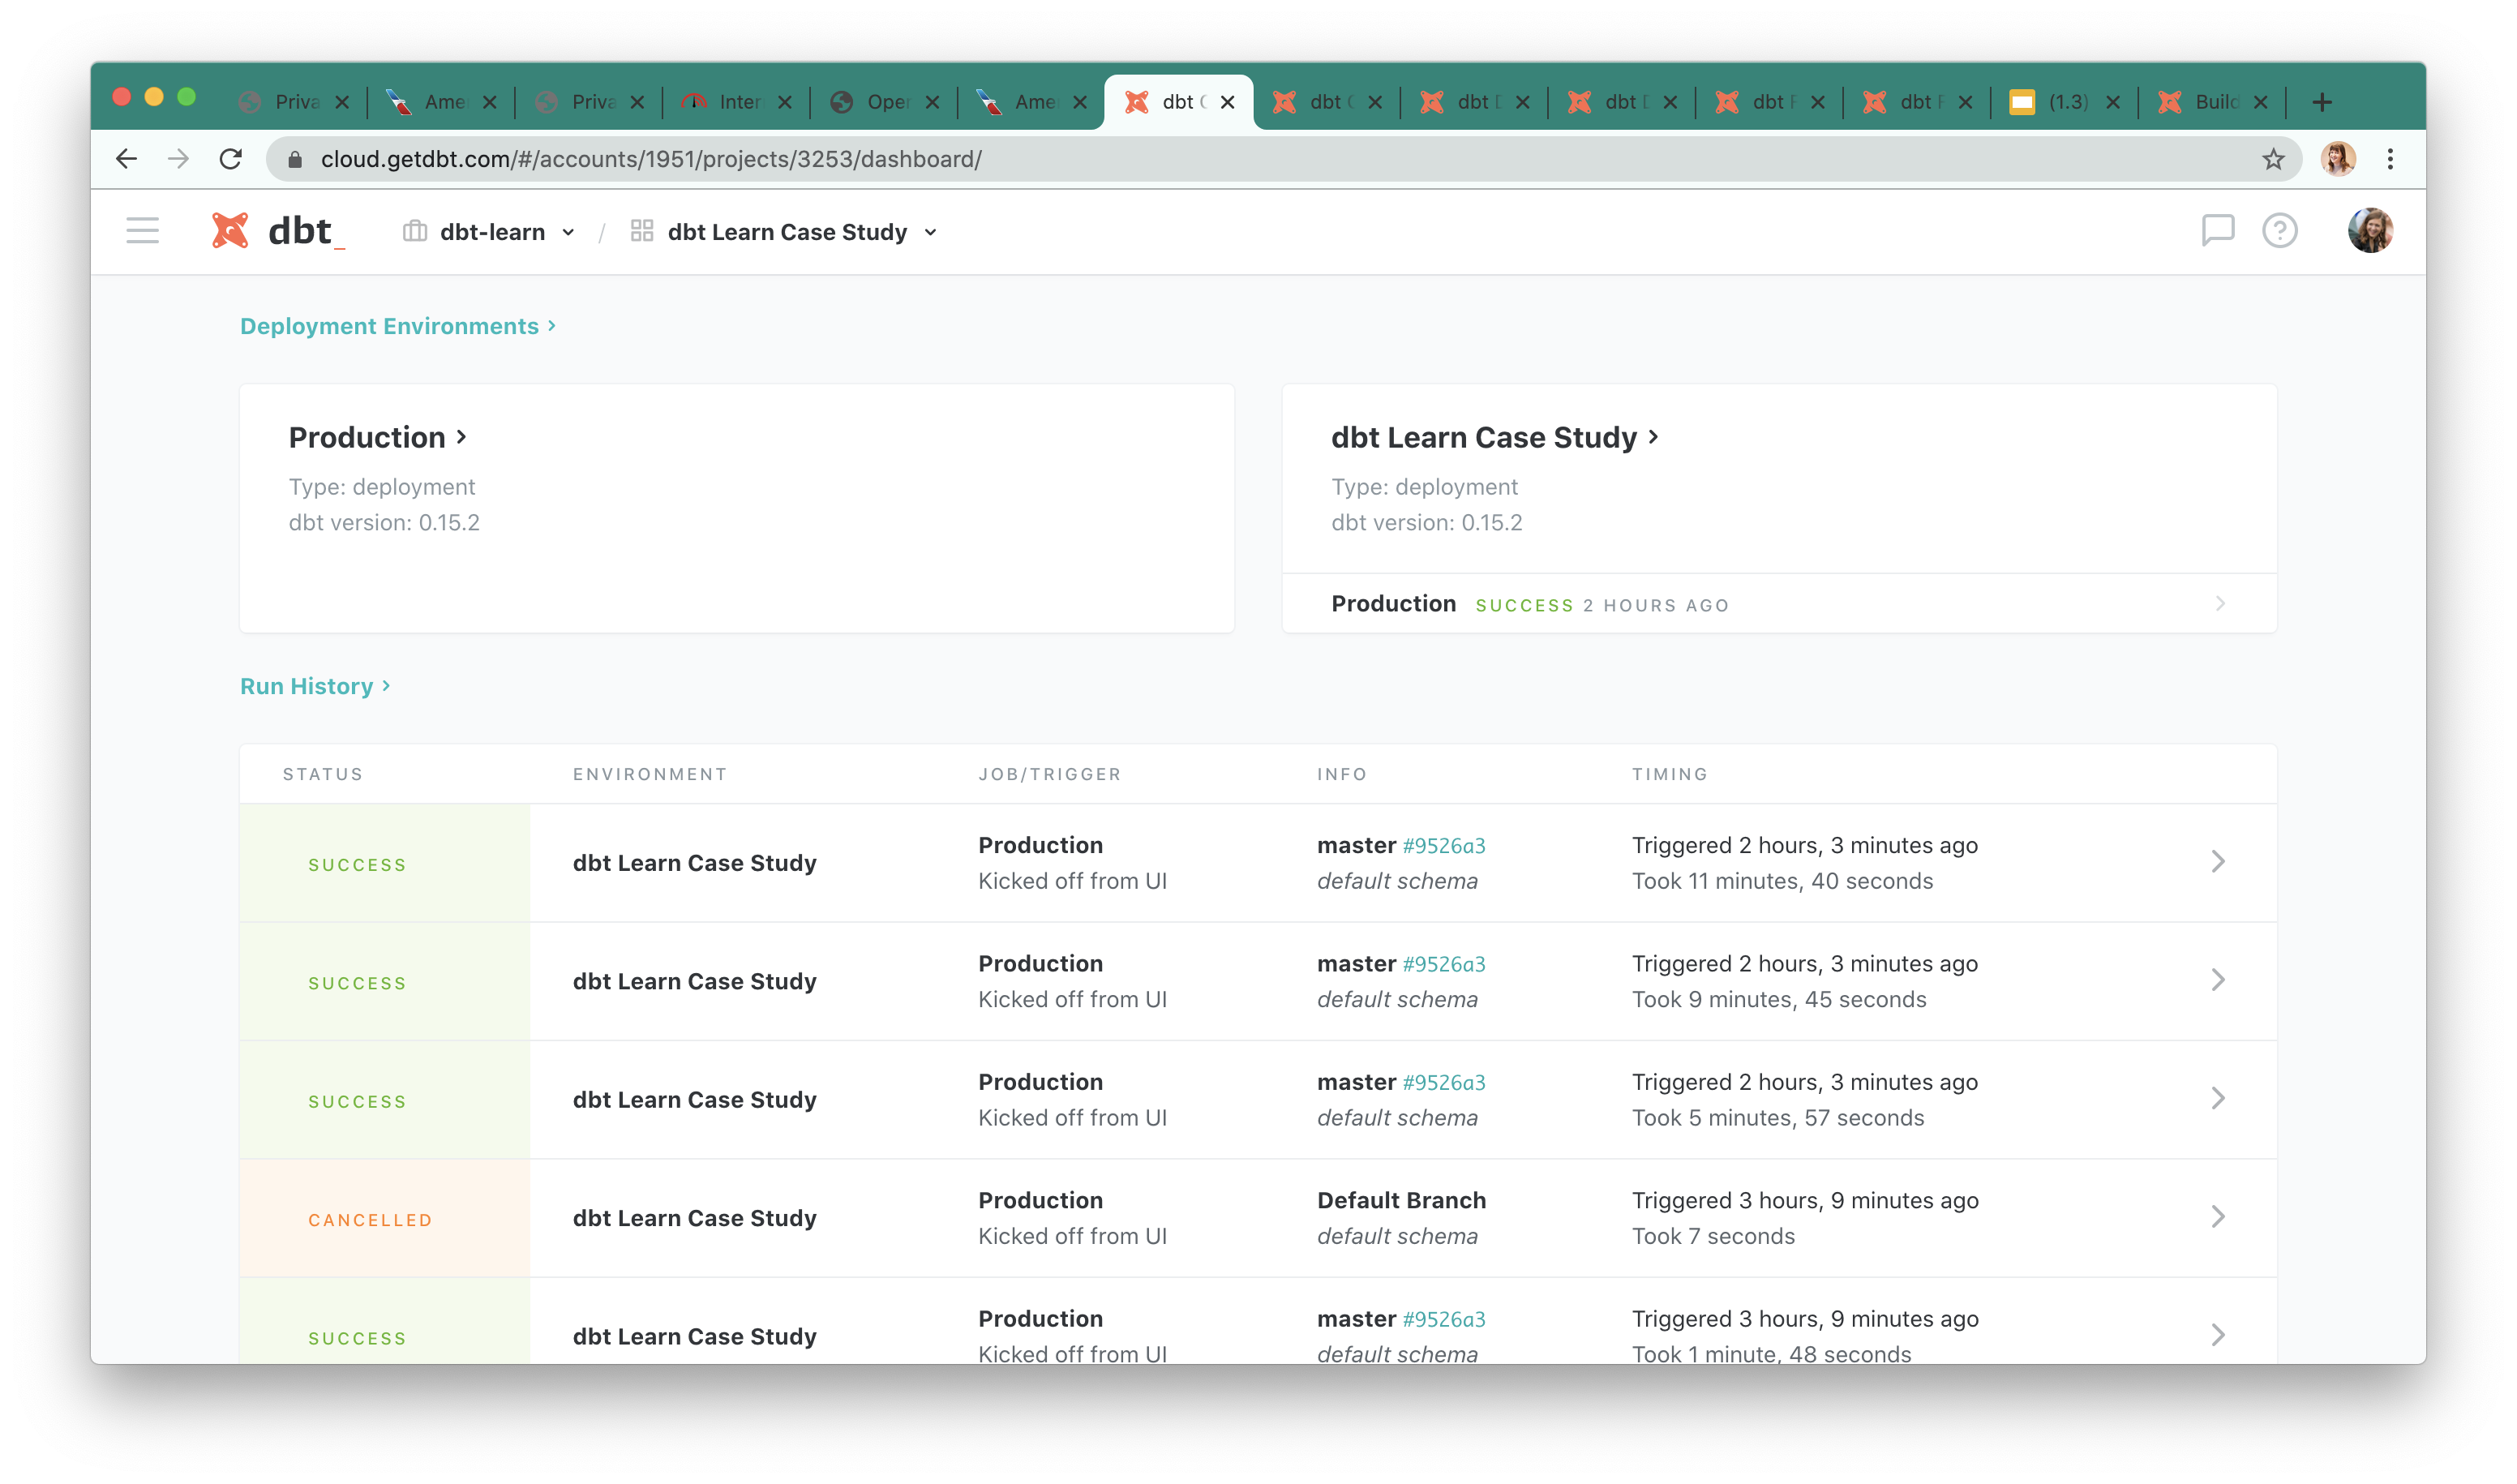 Priva Ame Priva Inter Oper Ame dbt dbt dbt dbt dbt dbt (1.3) Build
cloud.getdbt.com/#/accounts/1951/projects/3253/dashboard/
dbt_ dbt-learn / dbt Learn Case Study
Deployment Environments
Production
Type: deployment
dbt version: 0.15.2
dbt Learn Case Study
Type: deployment
dbt version: 0.15.2
Production SUCCESS 2 HOURS AGO
Run History
STATUS ENVIRONMENT JOB/TRIGGER INFO TIMING
SUCCESS dbt Learn Case Study Production master #9526a3 Triggered 2 hours, 3 minutes ago
Kicked off from UI default schema Took 11 minutes, 40 seconds
SUCCESS dbt Learn Case Study Production master #9526a3 Triggered 2 hours, 3 minutes ago
Kicked off from UI default schema Took 9 minutes, 45 seconds
SUCCESS dbt Learn Case Study Production master #9526a3 Triggered 2 hours, 3 minutes ago
Kicked off from UI default schema Took 5 minutes, 57 seconds
CANCELLED dbt Learn Case Study Production Default Branch Triggered 3 hours, 9 minutes ago
Kicked off from UI default schema Took 7 seconds
SUCCESS dbt Learn Case Study Production master #9526a3 Triggered 3 hours, 9 minutes ago
Kicked off from UI default schema Took 1 minute, 48 seconds